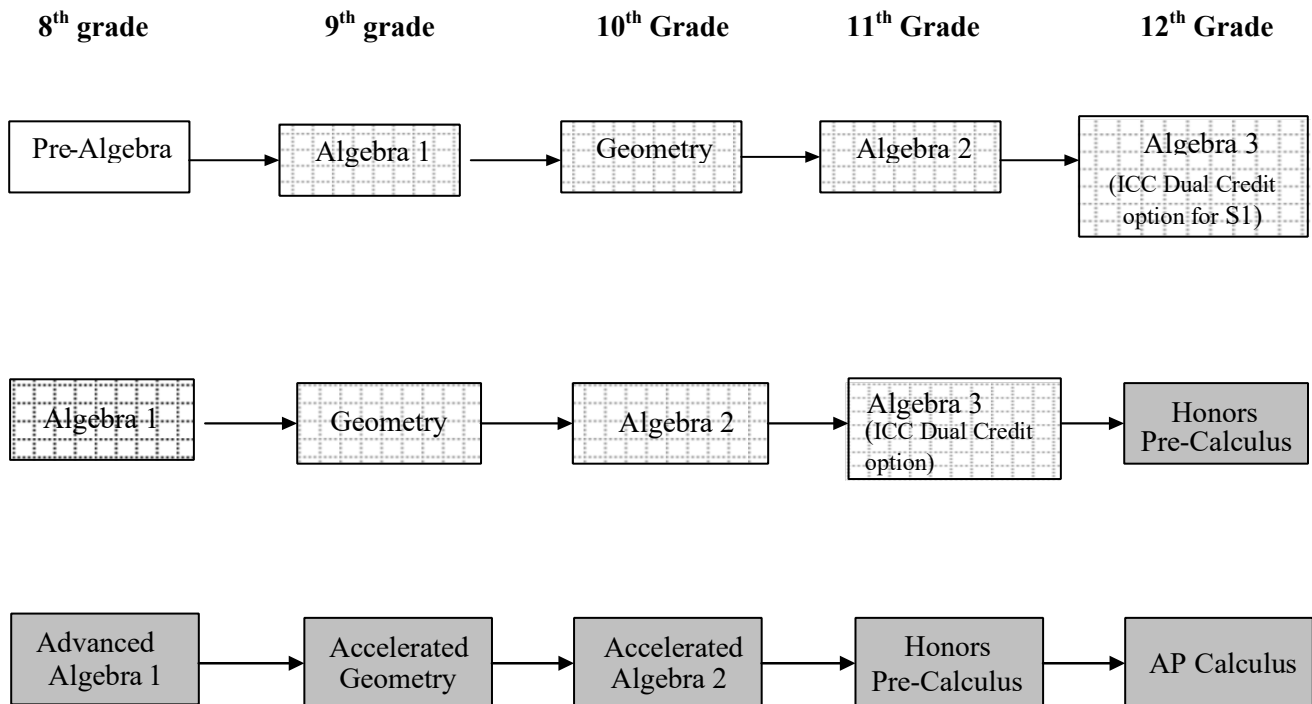 8th grade 9th grade 10th Grade 11th Grade 12th Grade
Pre-Algebra
Algebra 1
Geometry
Algebra 2
Algebra 3
(ICC Dual Credit
option for S1)
Algebra 1
Geometry
Algebra 2
Algebra 3
(ICC Dual Credit
option)
Honors
Pre-Calculus
Advanced
Algebra 1
Accelerated
Geometry
Accelerated
Algebra 2
Honors
Pre-Calculus
AP Calculus